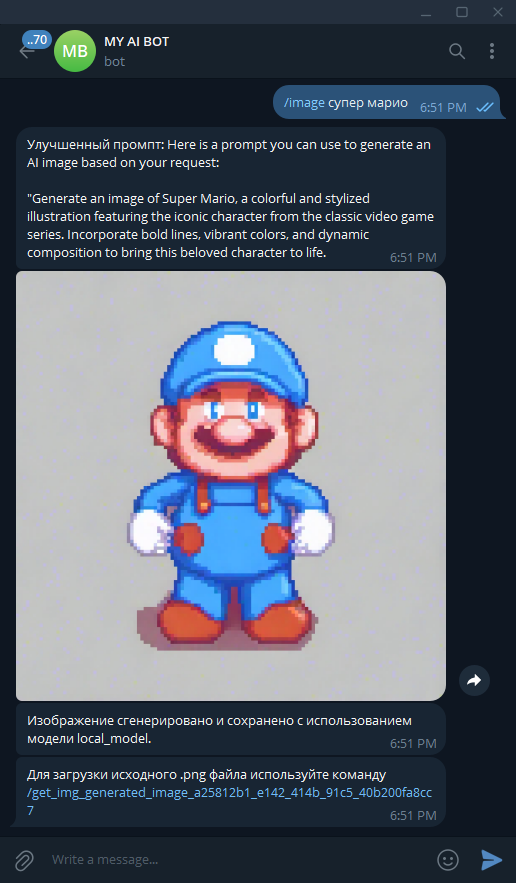 ..70
MB
MY AI BOT
bot
/image супер марио
6:51 PM
Улучшенный промпт: Here is a prompt you can use to generate an
AI image based on your request:
"Generate an image of Super Mario, a colorful and stylized
illustration featuring the iconic character from the classic video game
series. Incorporate bold lines, vibrant colors, and dynamic
composition to bring this beloved character to life.
6:51 PM
Изображение сгенерировано и сохранено с использованием
модели local_model.
6:51 PM
Для загрузки исходного .png файла используйте команду
/get_img_generated_image_a25812b1_e142_414b_91c5_40b200fa8cc
7
6:51 PM
Write a message...